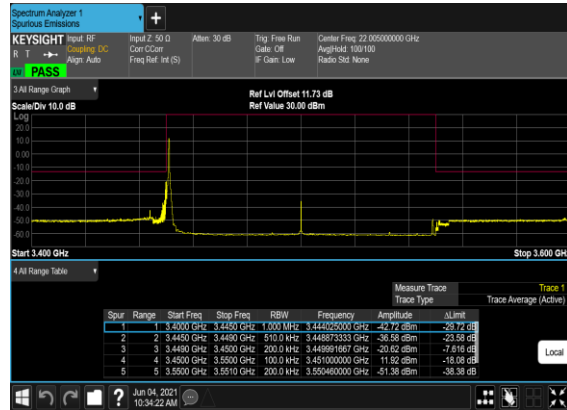 Spectrum Analyzer 1
Spurious Emissions
KEYSIGHT Input: RF Input Z: 50 Ω Atten: 30 dB Trig: Free Run Center Freq: 22.005000000 GHz
R T Coupling: DC Corr CCorr Gate: Off Avg|Hold: 100/100
Align: Auto Freq Ref: Int (S) IF Gain: Low Radio Std: None
LXI PASS
3 All Range Graph Ref Lvl Offset 11.73 dB
Scale/Div 10.0 dB Ref Value 30.00 dBm
Log
20.0
10.0
0.00
-10.0
-20.0
-30.0
-40.0
-50.0
-60.0
Start 3.400 GHz Stop 3.600 GHz
4 All Range Table
Measure Trace Trace 1
Trace Type Trace Average (Active)
Spur Range Start Freq Stop Freq RBW Frequency Amplitude ΔLimit
1 1 3.4000 GHz 3.4450 GHz 1.000 MHz 3.444025000 GHz -42.72 dBm -29.72 dB
2 2 3.4450 GHz 3.4490 GHz 510.0 kHz 3.448873333 GHz -36.58 dBm -23.58 dB
3 3 3.4490 GHz 3.4500 GHz 200.0 kHz 3.449991667 GHz -20.62 dBm -7.616 dB
4 4 3.4500 GHz 3.5500 GHz 100.0 kHz 3.451000000 GHz 11.92 dBm -18.08 dB
5 5 3.5500 GHz 3.5510 GHz 200.0 kHz 3.550460000 GHz -51.38 dBm -38.38 dB
Local
? Jun 04, 2021
10:34:22 AM